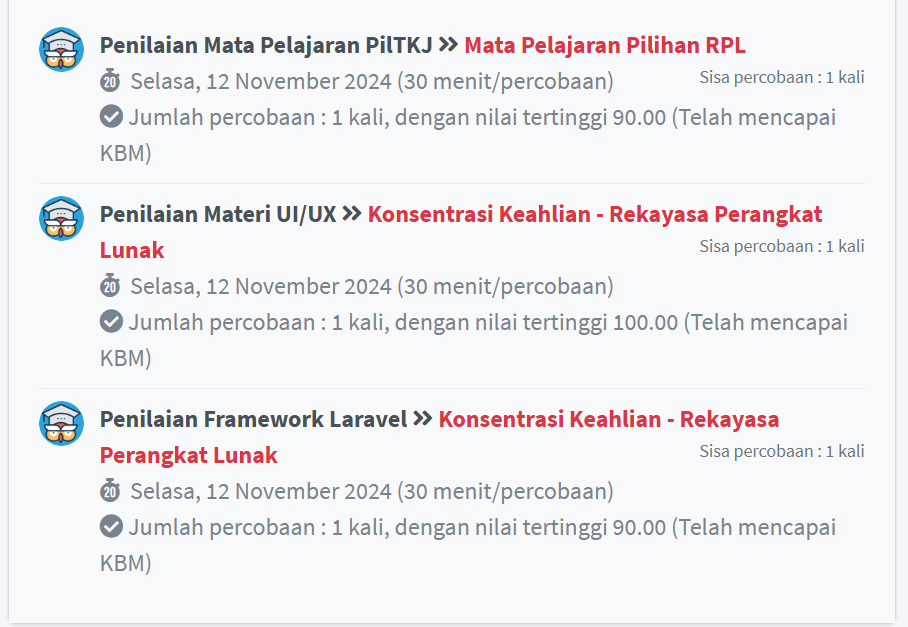 Penilaian Mata Pelajaran PilTKJ » Mata Pelajaran Pilihan RPL
20 Selasa, 12 November 2024 (30 menit/percobaan)
Sisa percobaan : 1 kali
Jumlah percobaan : 1 kali, dengan nilai tertinggi 90.00 (Telah mencapai
KBM)
Penilaian Materi UI/UX » Konsentrasi Keahlian - Rekayasa Perangkat
Lunak
Sisa percobaan : 1 kali
20 Selasa, 12 November 2024 (30 menit/percobaan)
Jumlah percobaan : 1 kali, dengan nilai tertinggi 100.00 (Telah mencapai
KBM)
Penilaian Framework Laravel » Konsentrasi Keahlian - Rekayasa
Perangkat Lunak
Sisa percobaan : 1 kali
20 Selasa, 12 November 2024 (30 menit/percobaan)
Jumlah percobaan : 1 kali, dengan nilai tertinggi 90.00 (Telah mencapai
KBM)